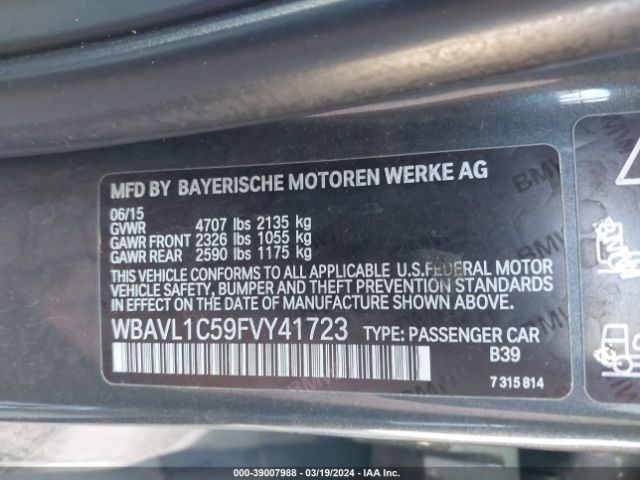 MFD BY BAYERISCHE MOTOREN WERKE AG
06/15
GVWR 4707 lbs 2135 kg
GAWR FRONT 2326 lbs 1055 kg
GAWR REAR 2590 lbs 1175 kg
THIS VEHICLE CONFORMS TO ALL APPLICABLE U.S.FEDERAL MOTOR
VEHICLE SAFETY, BUMPER AND THEFT PREVENTION STANDARDS
IN EFFECT ON THE DATE OF MANUFACTURE SHOWN ABOVE.
WBAVL1C59FVY41723 TYPE: PASSENGER CAR
B39
7 315 814
000-39007988 — 03/19/2024 — IAA Inc.